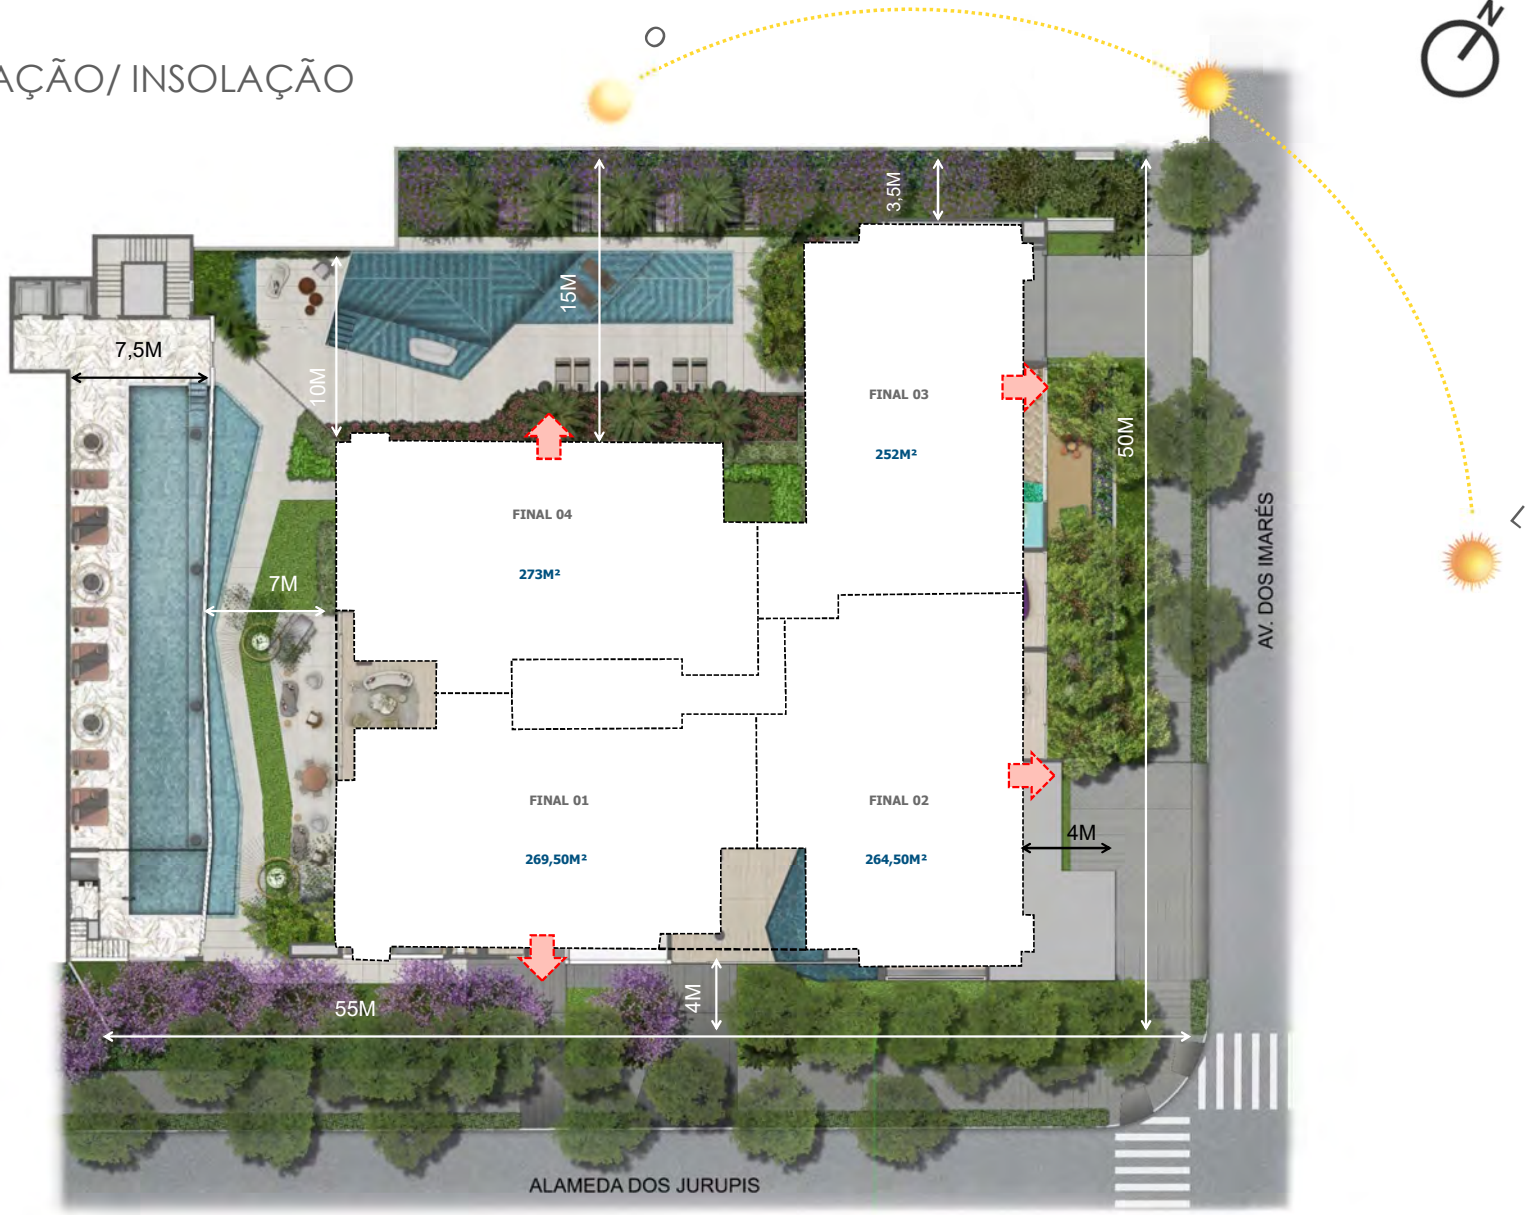 N
O
AÇÃO/ INSOLAÇÃO
3,5M
15M
7,5M
10M
FINAL 03
252M²
50M
FINAL 04
273M²
L
AV. DOS IMARÉS
7M
FINAL 01
269,50M²
FINAL 02
264,50M²
4M
4M
55M
ALAMEDA DOS JURUPIS